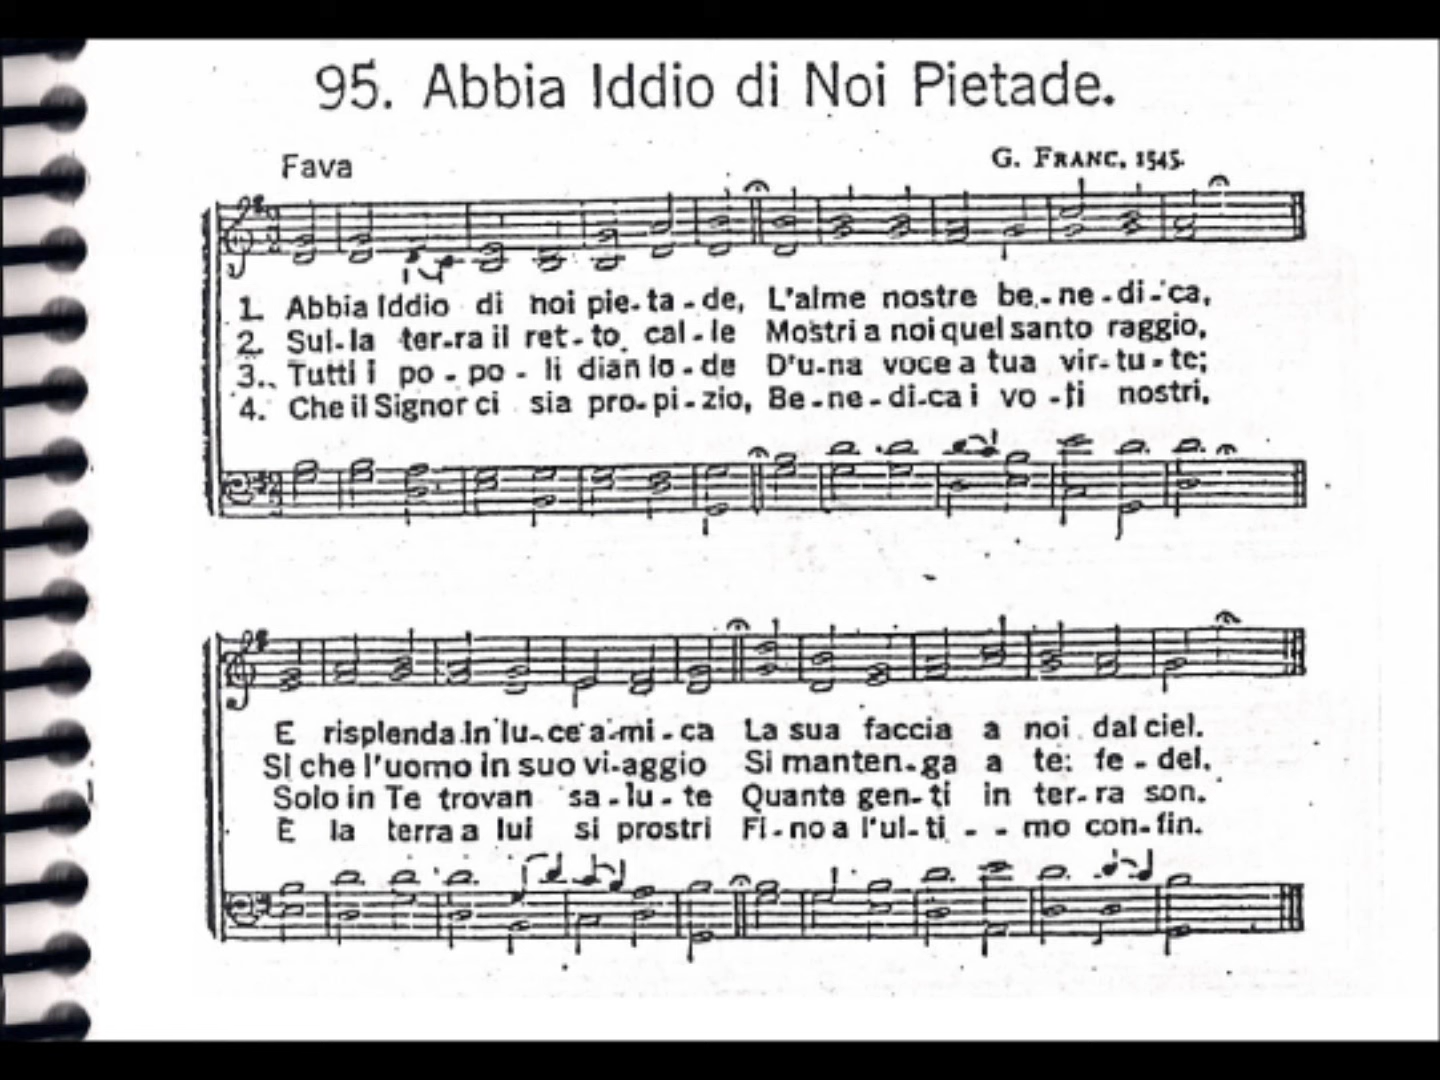 95. Abbia Iddio di Noi Pietade.
Fava
G. FRANC, 1545.
1. Abbia Iddio di noi pie-ta-de, L'alme nostre be-ne-di-ca,
2. Sul-la ter-ra il ret-to cal-le Mostri a noi quel santo raggio,
3. Tutti i po-po-li dian lo-de D'u-na voce a tua vir-tu-te;
4. Che il Signor ci sia pro-pi-zio, Be-ne-di-ca i vo-ti nostri,
E risplenda in lu-ce a-mi-ca La sua faccia a noi dal ciel.
Sì che l'uomo in suo vi-aggio Si manten-ga a te fe-del.
Solo in Te trovan sa-lu-te Quante gen-ti in ter-ra son.
E la terra a lui si prostri Fi-no a l'ul-ti--mo con-fin.